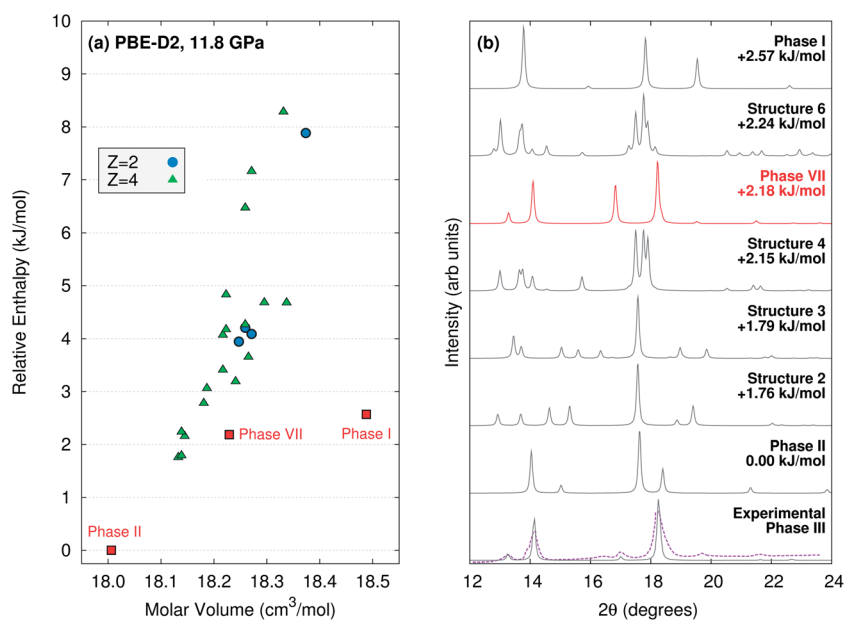 (a) PBE-D2, 11.8 GPa
10
9
8
7
6
5
4
3
2
1
0
Relative Enthalpy (kJ/mol)
Z=2
Z=4
Phase VII
Phase I
Phase II
18.0
18.1
18.2
18.3
18.4
18.5
Molar Volume (cm³/mol)
(b)
Intensity (arb units)
Phase I
+2.57 kJ/mol
Structure 6
+2.24 kJ/mol
Phase VII
+2.18 kJ/mol
Structure 4
+2.15 kJ/mol
Structure 3
+1.79 kJ/mol
Structure 2
+1.76 kJ/mol
Phase II
0.00 kJ/mol
Experimental
Phase III
12
14
16
18
20
22
24
2θ (degrees)